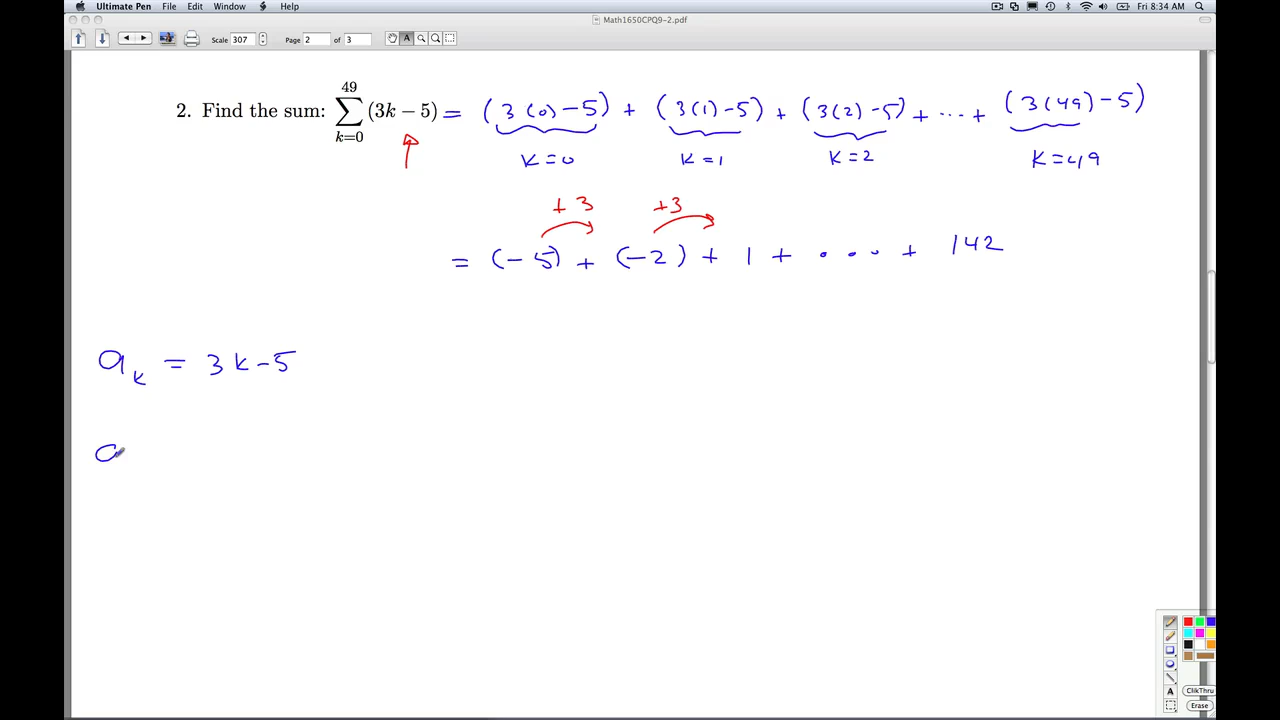 Ultimate Pen File Edit Window Help Fri 8:34 AM
Math1650CPQ9-2.pdf
Scale 307 Page 2 of 3
2. Find the sum: 49 ∑ k=0 (3k − 5) = (3(0)−5) + (3(1)−5) + (3(2)−5) + ··· + (3(49)−5)
k=0 k=1 k=2 k=49
+3 +3
= (−5) + (−2) + 1 + ··· + 142
a_k = 3k−5
A
ClikThru
Erase